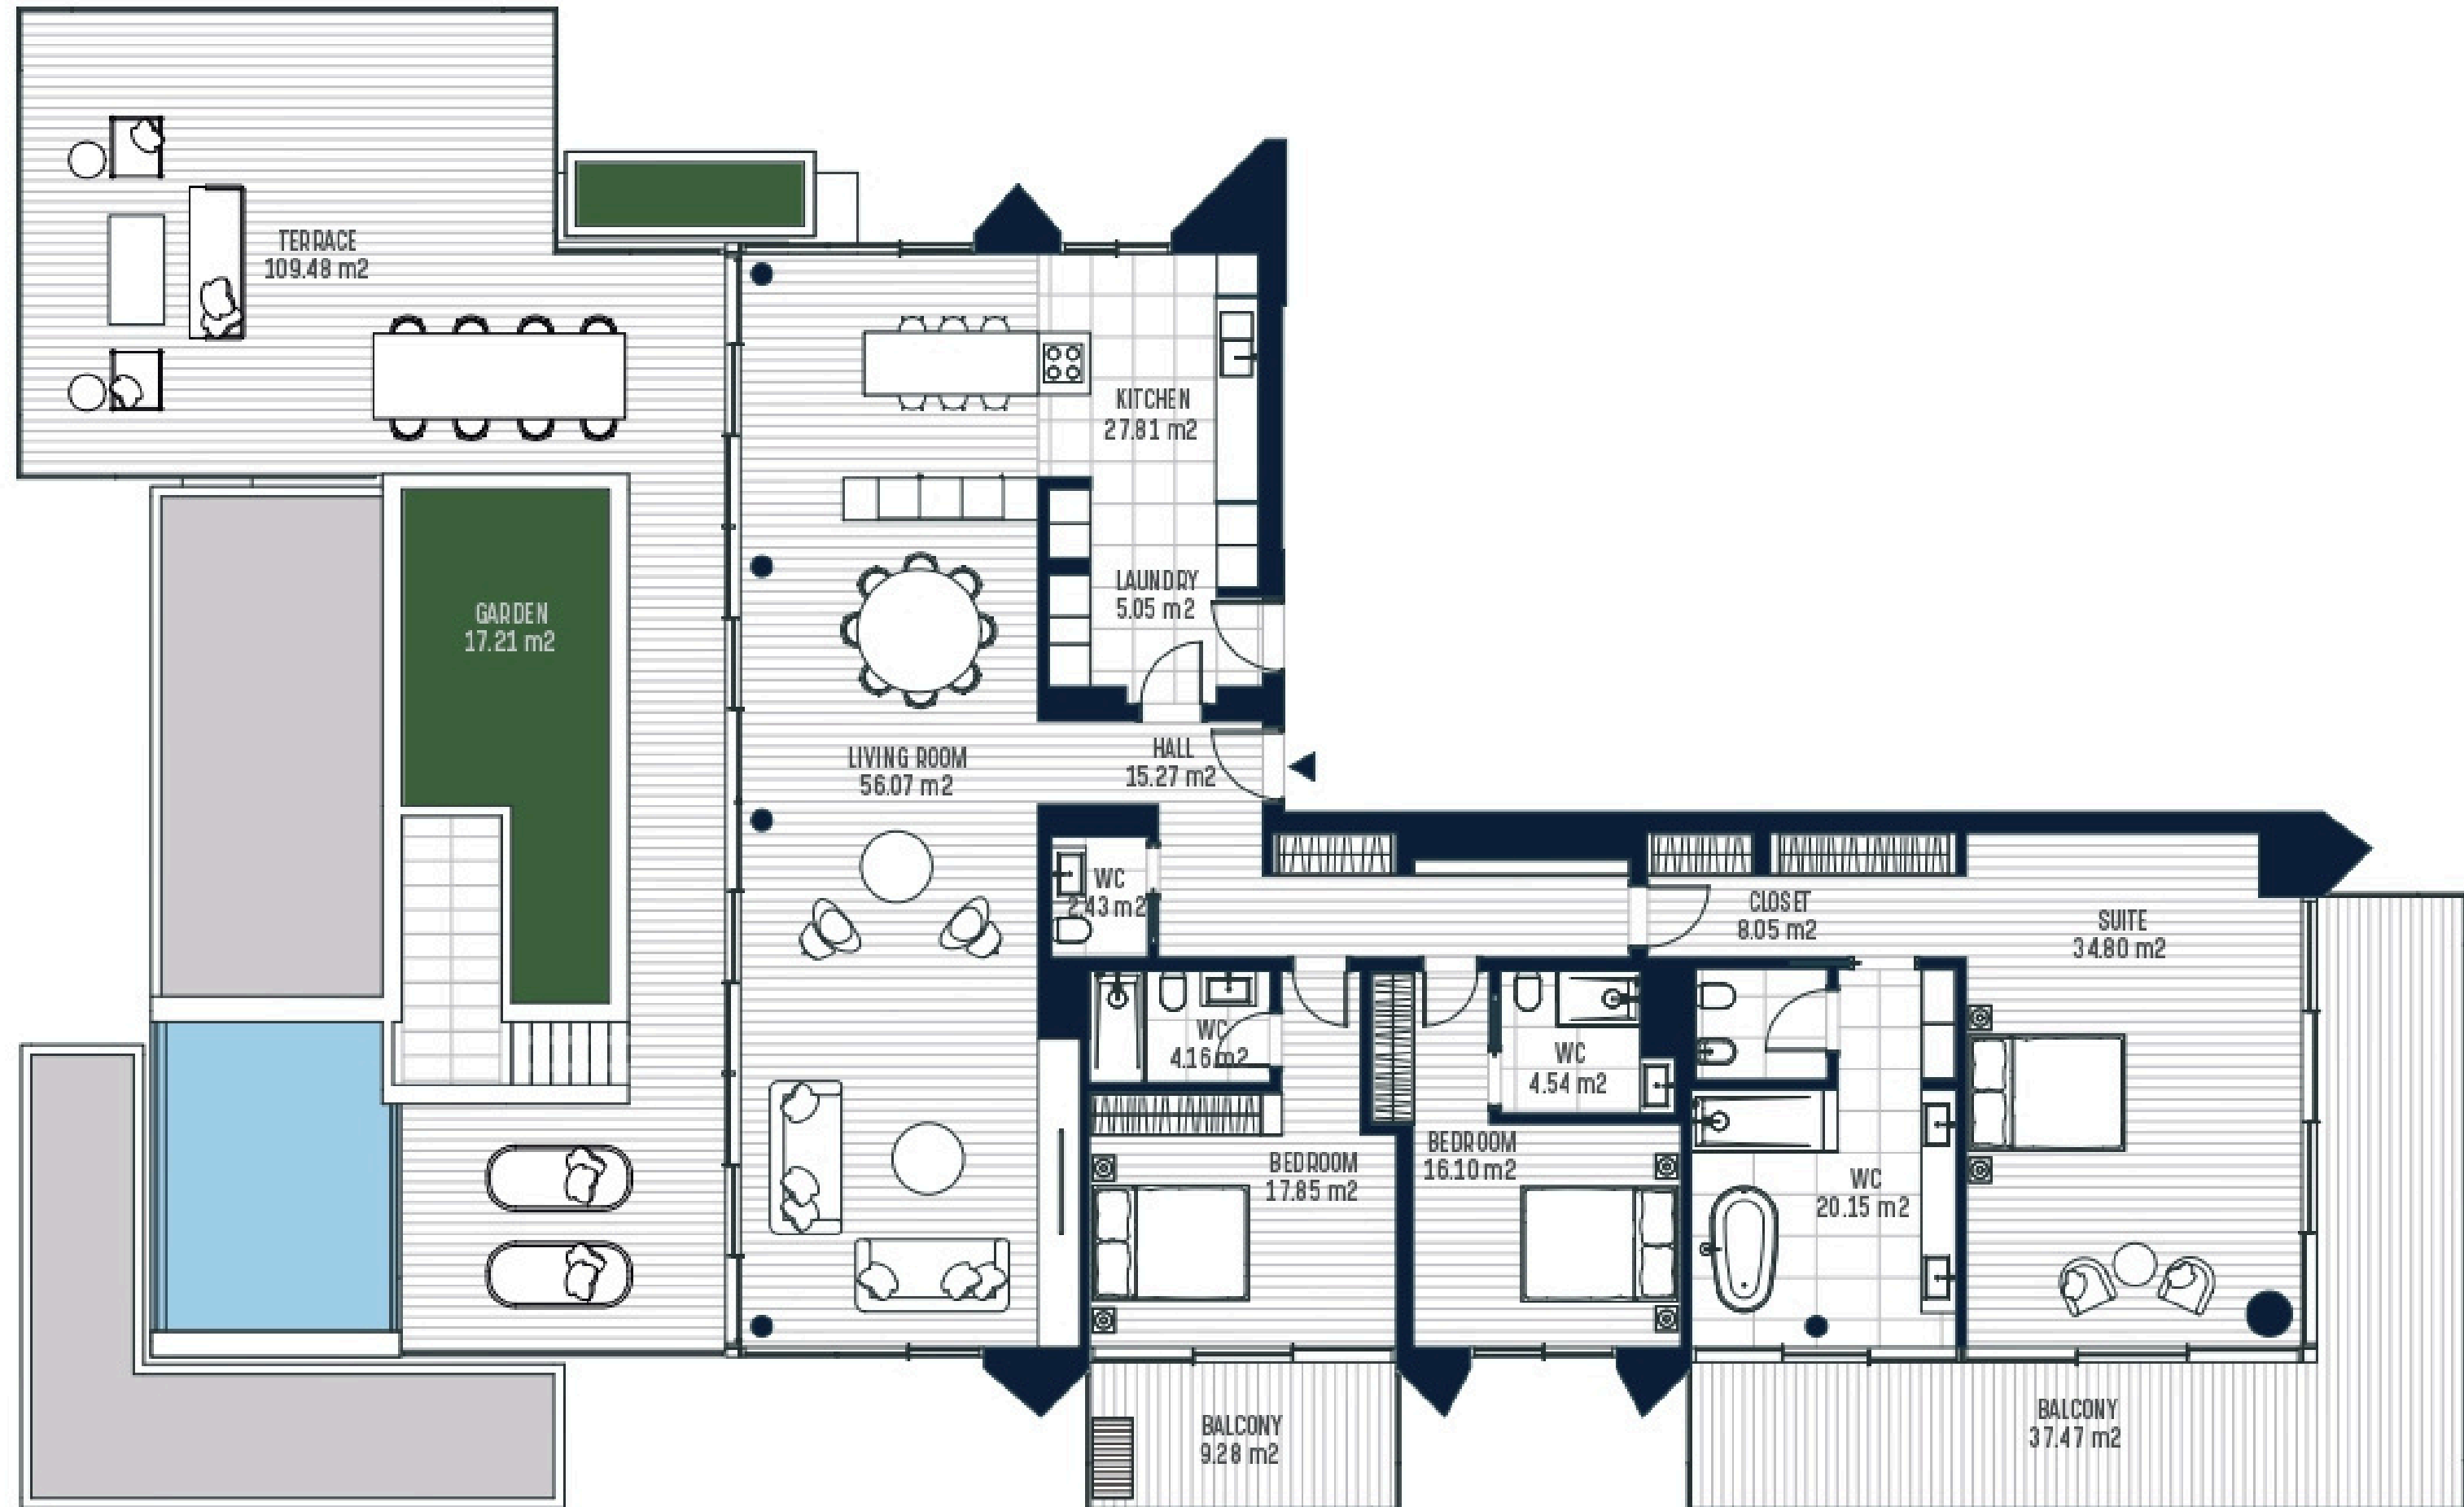 TERRACE
109.48 m2
KITCHEN
27.81 m2
LAUNDRY
5.05 m2
GARDEN
17.21 m2
LIVING ROOM
56.07 m2
HALL
15.27 m2
WC
2.43 m2
CLOSET
8.05 m2
SUITE
34.80 m2
WC
4.16 m2
WC
4.54 m2
BEDROOM
17.85 m2
BEDROOM
16.10 m2
WC
20.15 m2
BALCONY
9.28 m2
BALCONY
37.47 m2